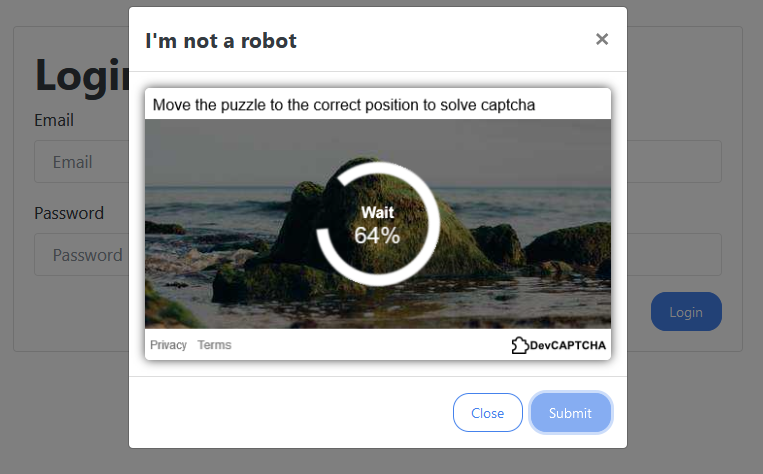 I'm not a robot ×
Login
Move the puzzle to the correct position to solve captcha
Email
Email
Wait
64%
Password
Password
Login
Privacy Terms DevCAPTCHA
Close Submit